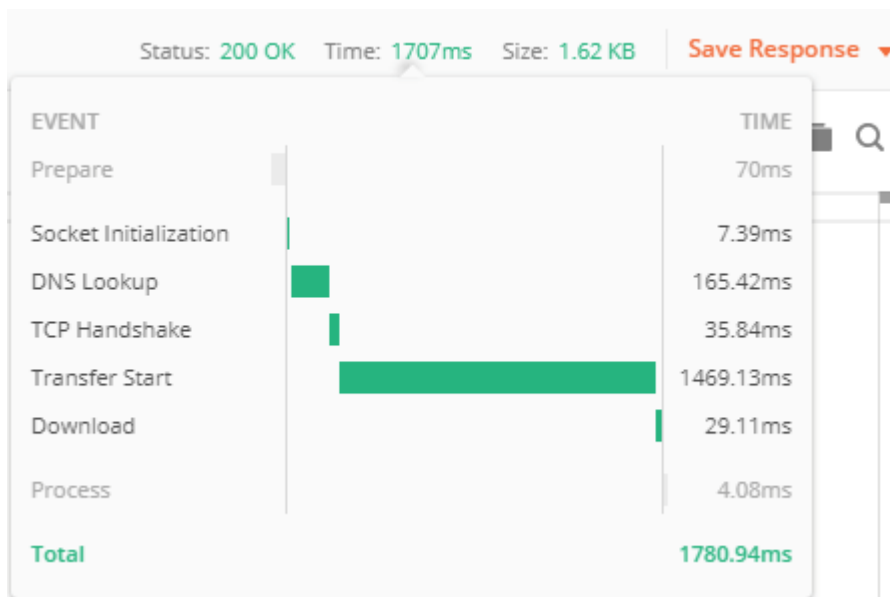 Status: 200 OK Time: 1707ms Size: 1.62 KB Save Response
EVENT TIME
Prepare 70ms
Socket Initialization 7.39ms
DNS Lookup 165.42ms
TCP Handshake 35.84ms
Transfer Start 1469.13ms
Download 29.11ms
Process 4.08ms
Total 1780.94ms